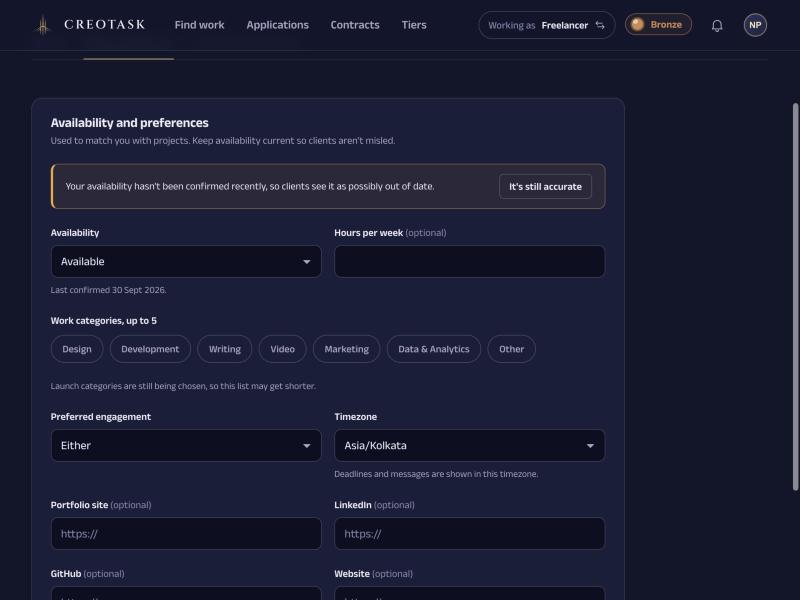 CREOTASK
Find work
Applications
Contracts
Tiers
Working as Freelancer
Bronze
NP
Availability and preferences
Used to match you with projects. Keep availability current so clients aren't misled.
Your availability hasn't been confirmed recently, so clients see it as possibly out of date.
It's still accurate
Availability
Hours per week (optional)
Available
Last confirmed 30 Sept 2026.
Work categories, up to 5
Design
Development
Writing
Video
Marketing
Data & Analytics
Other
Launch categories are still being chosen, so this list may get shorter.
Preferred engagement
Timezone
Either
Asia/Kolkata
Deadlines and messages are shown in this timezone.
Portfolio site (optional)
LinkedIn (optional)
https://
https://
GitHub (optional)
Website (optional)